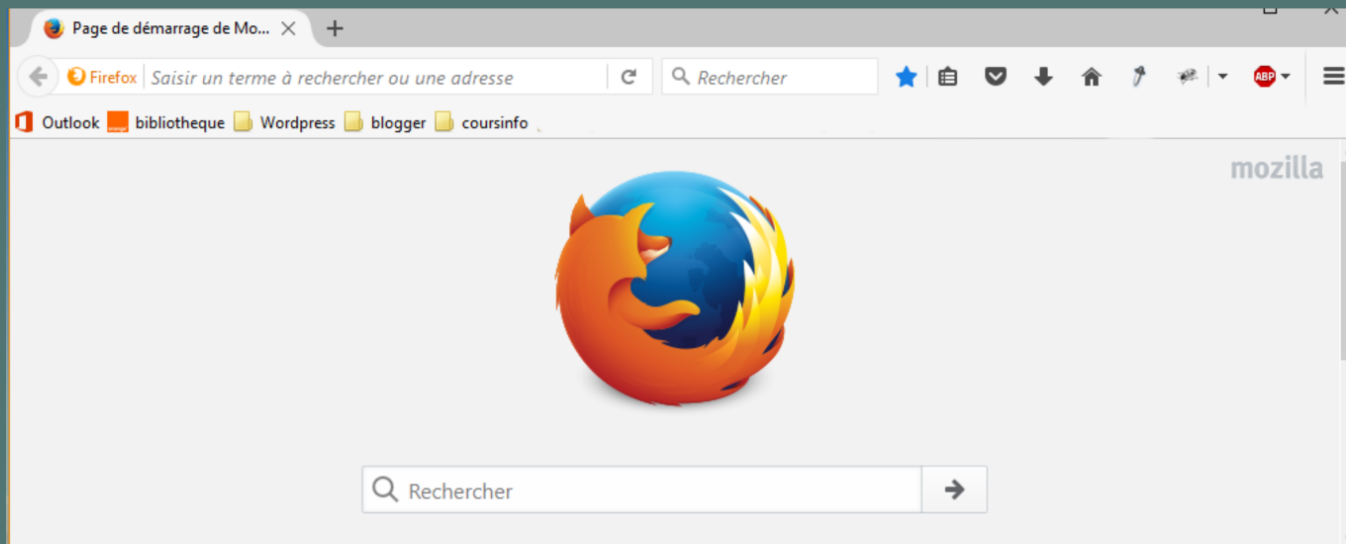 Page de démarrage de Mo...
Firefox Saisir un terme à rechercher ou une adresse Rechercher ABP
Outlook bibliotheque Wordpress blogger coursinfo
mozilla
Rechercher